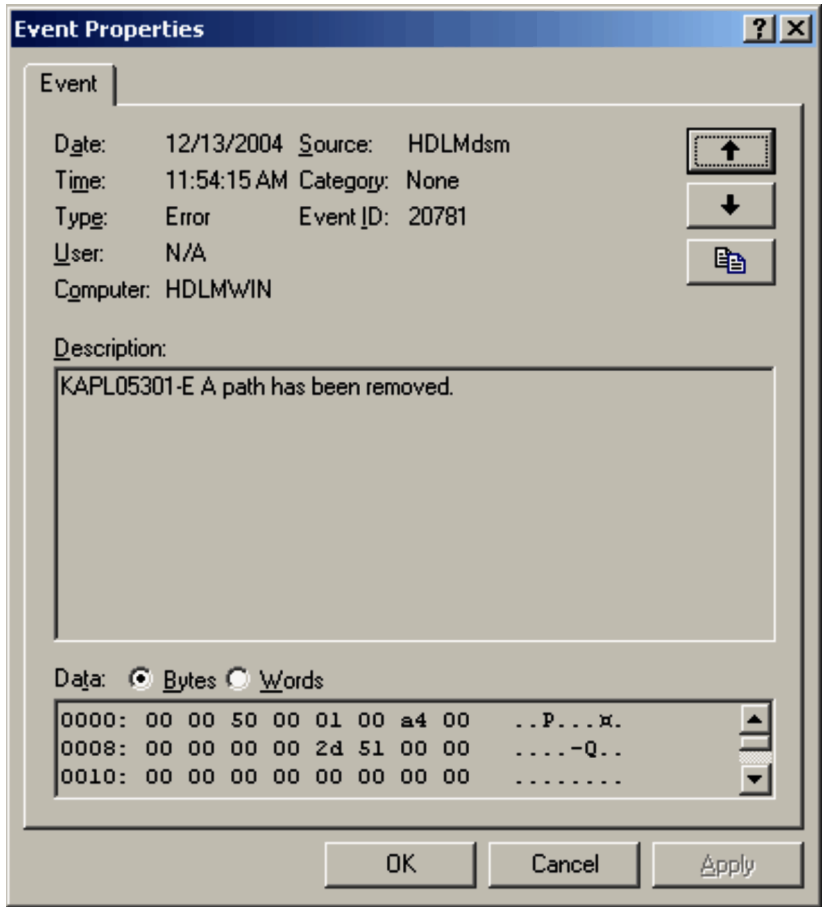 Event Properties
Event
Date: 12/13/2004 Source: HDLMdsm
Time: 11:54:15 AM Category: None
Type: Error Event ID: 20781
User: N/A
Computer: HDLMWIN
Description:
KAPL05301-E A path has been removed.
Data: Bytes Words
0000: 00 00 50 00 01 00 a4 00 ..P...¤.
0008: 00 00 00 00 2d 51 00 00 ....-Q..
0010: 00 00 00 00 00 00 00 00 ........
OK Cancel Apply